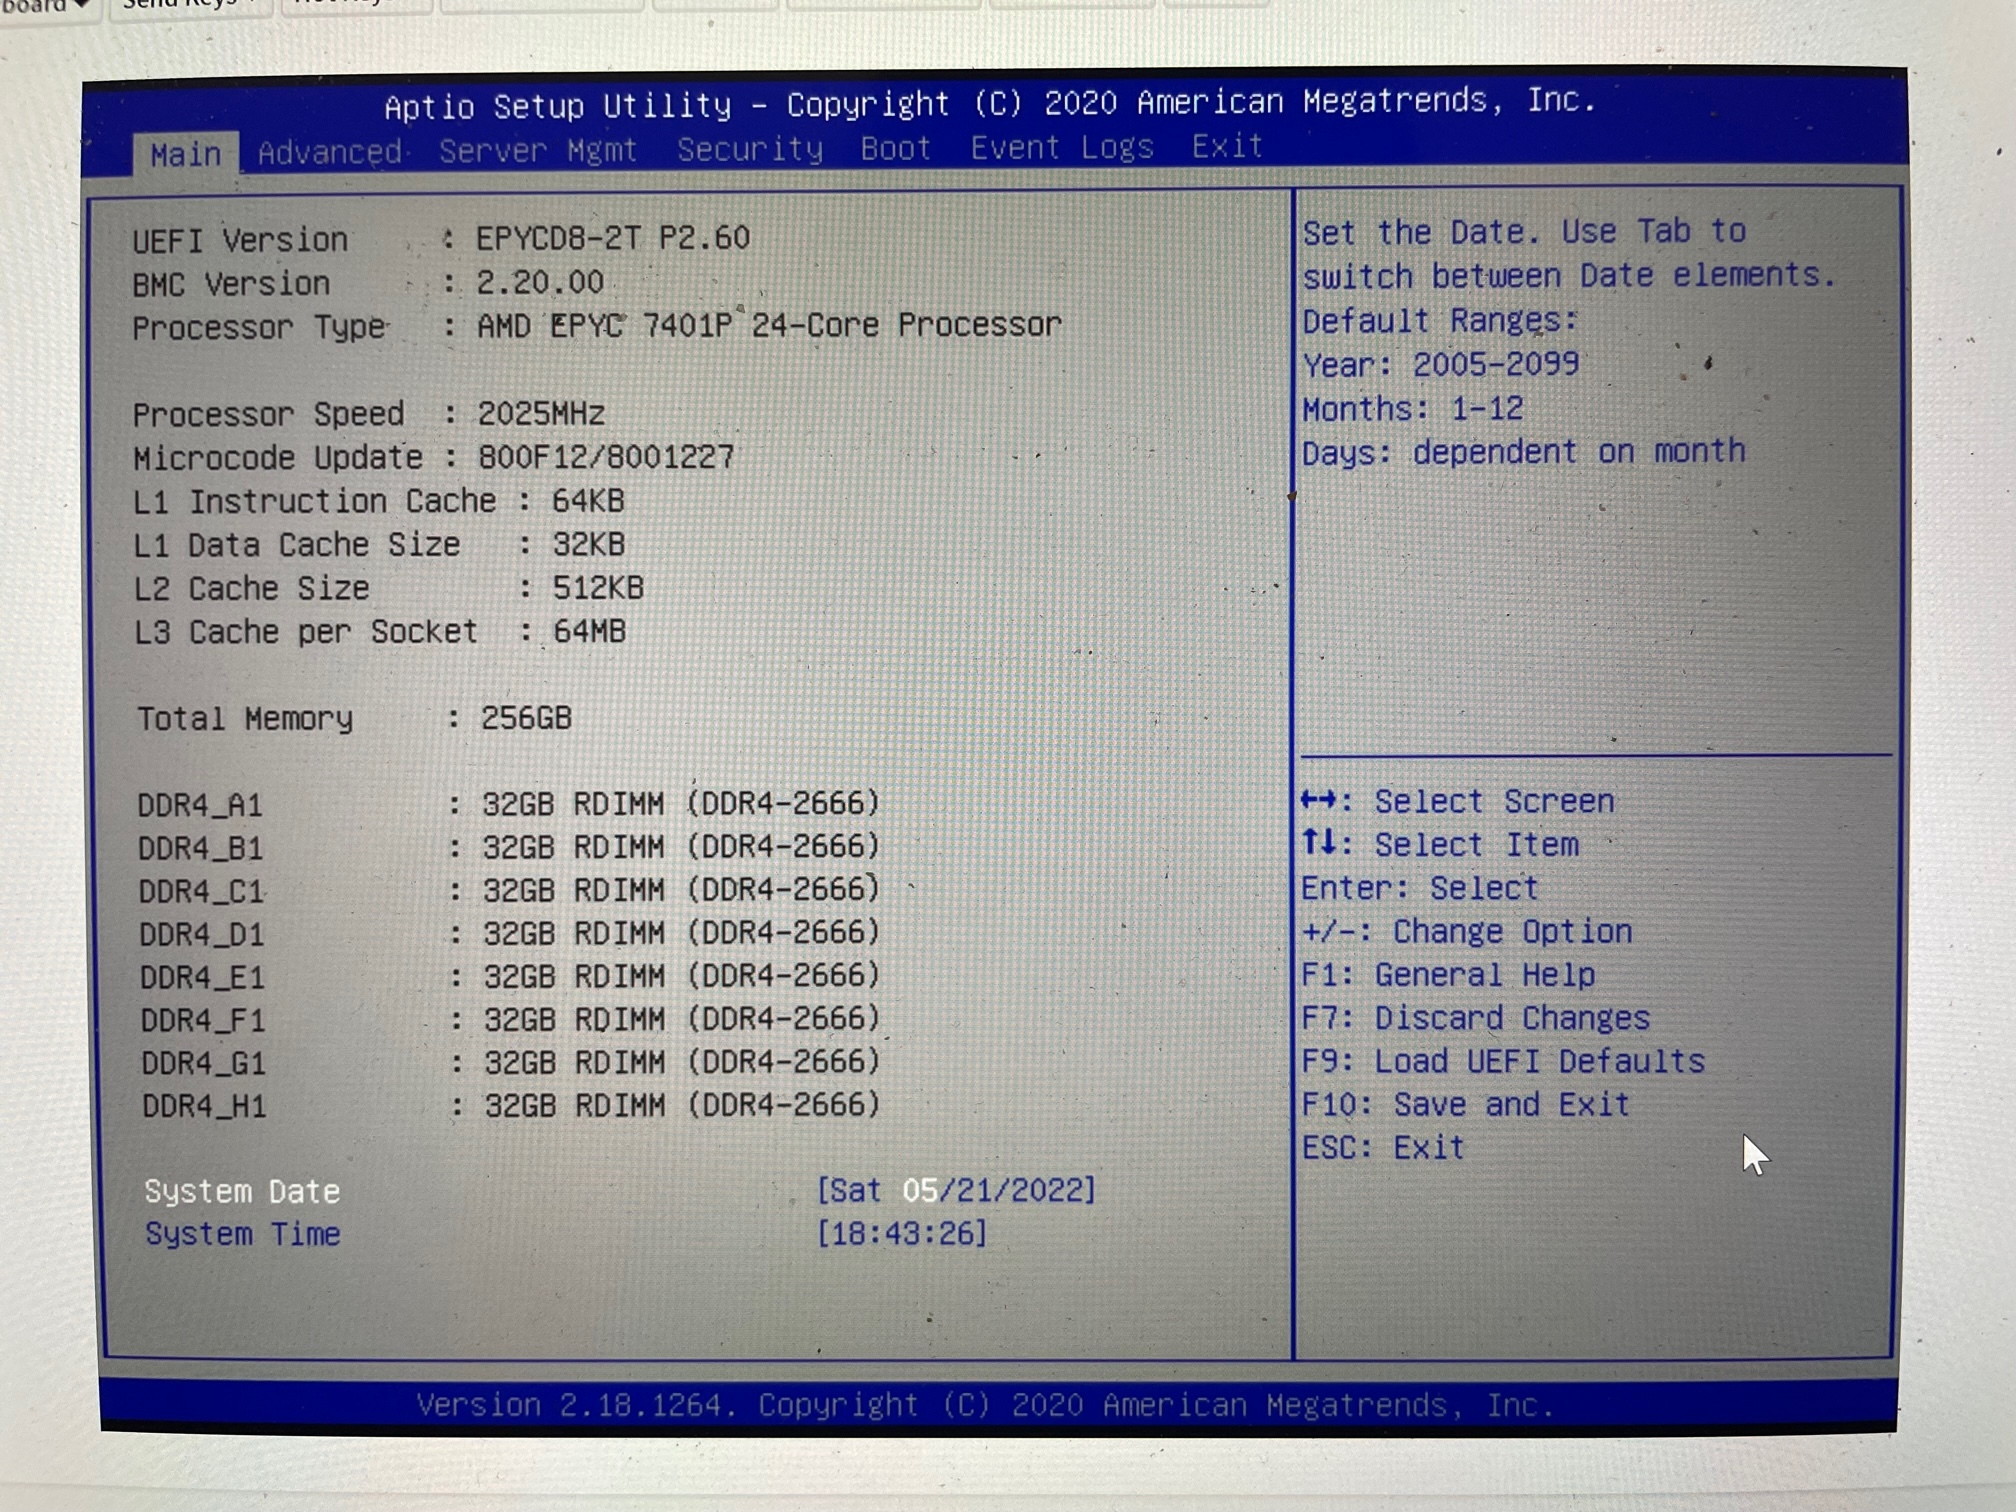 Aptio Setup Utility – Copyright (C) 2020 American Megatrends, Inc.
Main Advanced Server Mgmt Security Boot Event Logs Exit
UEFI Version : EPYCD8-2T P2.60
BMC Version : 2.20.00
Processor Type : AMD EPYC 7401P 24-Core Processor
Processor Speed : 2025MHz
Microcode Update : 800F12/8001227
L1 Instruction Cache : 64KB
L1 Data Cache Size : 32KB
L2 Cache Size : 512KB
L3 Cache per Socket : 64MB
Total Memory : 256GB
DDR4_A1 : 32GB RDIMM (DDR4-2666)
DDR4_B1 : 32GB RDIMM (DDR4-2666)
DDR4_C1 : 32GB RDIMM (DDR4-2666)
DDR4_D1 : 32GB RDIMM (DDR4-2666)
DDR4_E1 : 32GB RDIMM (DDR4-2666)
DDR4_F1 : 32GB RDIMM (DDR4-2666)
DDR4_G1 : 32GB RDIMM (DDR4-2666)
DDR4_H1 : 32GB RDIMM (DDR4-2666)
System Date [Sat 05/21/2022]
System Time [18:43:26]
Set the Date. Use Tab to
switch between Date elements.
Default Ranges:
Year: 2005-2099
Months: 1-12
Days: dependent on month
↔: Select Screen
↑↓: Select Item
Enter: Select
+/-: Change Option
F1: General Help
F7: Discard Changes
F9: Load UEFI Defaults
F10: Save and Exit
ESC: Exit
Version 2.18.1264. Copyright (C) 2020 American Megatrends, Inc.